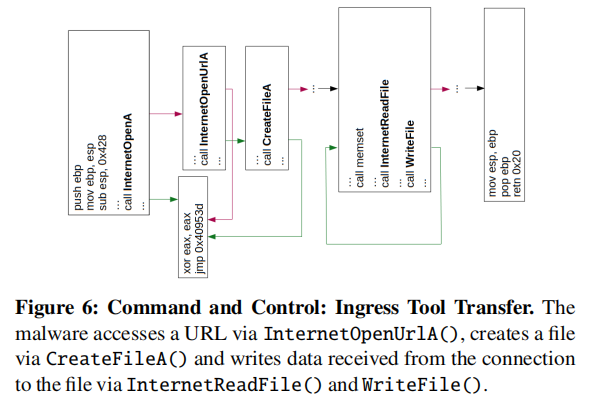 push ebp
mov ebp, esp
sub esp, 0x428
...
call InternetOpenA
...
...
call InternetOpenUrlA
...
xor eax, eax
jmp 0x40953d
...
call CreateFileA
...
...
call memset
...
call InternetReadFile
...
call WriteFile
...
...
mov esp, ebp
pop ebp
retn 0x20
Figure 6: Command and Control: Ingress Tool Transfer. The
malware accesses a URL via InternetOpenUrlA(), creates a file
via CreateFileA() and writes data received from the connection
to the file via InternetReadFile() and WriteFile().